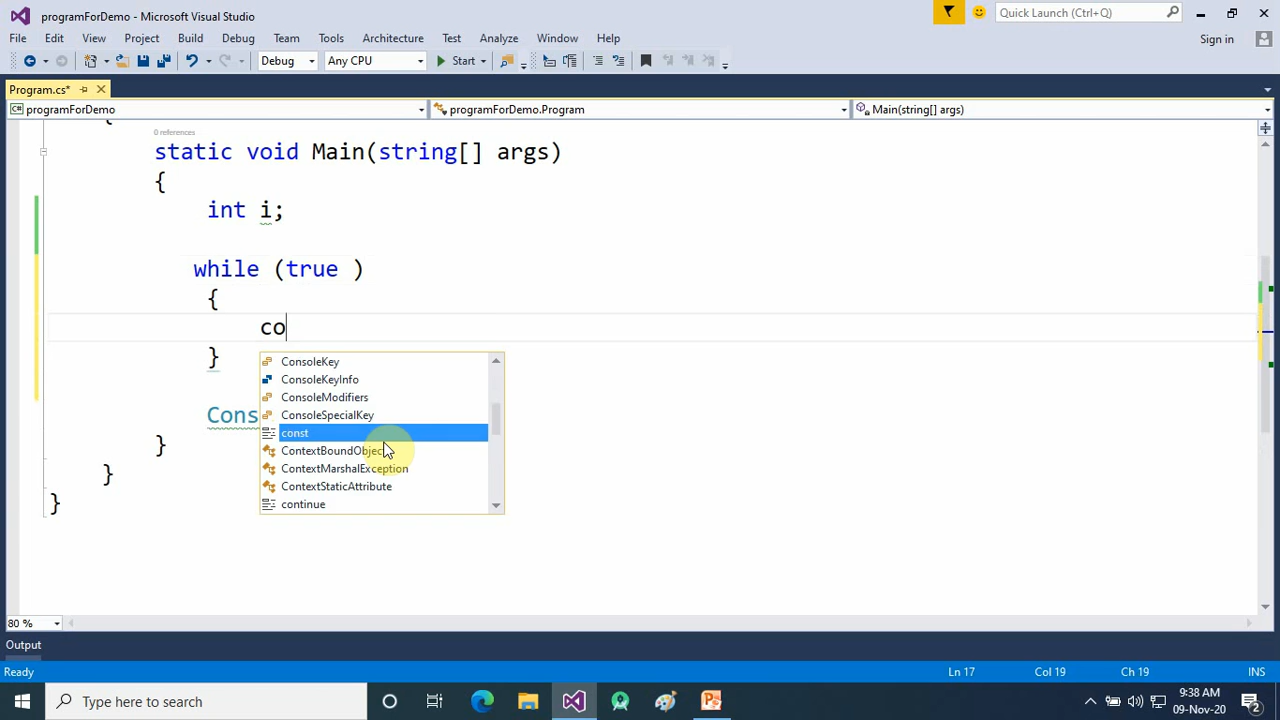 programForDemo - Microsoft Visual Studio
Quick Launch (Ctrl+Q)
File Edit View Project Build Debug Team Tools Architecture Test Analyze Window Help
Sign in
Debug Any CPU Start
Program.cs*
programForDemo programForDemo.Program Main(string[] args)
{
0 references
static void Main(string[] args)
{
int i;
while (true )
{
co
}
ConsoleKey
ConsoleKeyInfo
ConsoleModifiers
ConsoleSpecialKey
Cons
const
}
ContextBoundObjec
ContextMarshalException
}
ContextStaticAttribute
}
continue
80 %
Output
Ready Ln 17 Col 19 Ch 19 INS
Type here to search
9:38 AM
09-Nov-20
2